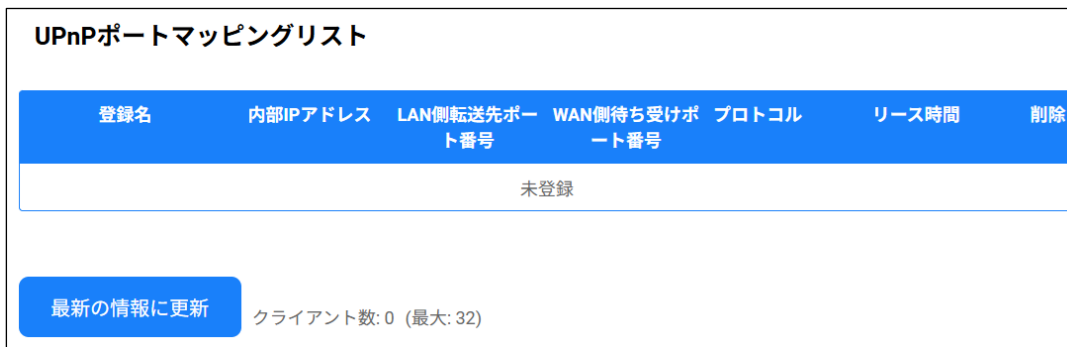 UPnPポートマッピングリスト
登録名 内部IPアドレス LAN側転送先ポー WAN側待ち受けポ プロトコル リース時間 削除
ト番号 ート番号
未登録
最新の情報に更新
クライアント数: 0 (最大: 32)